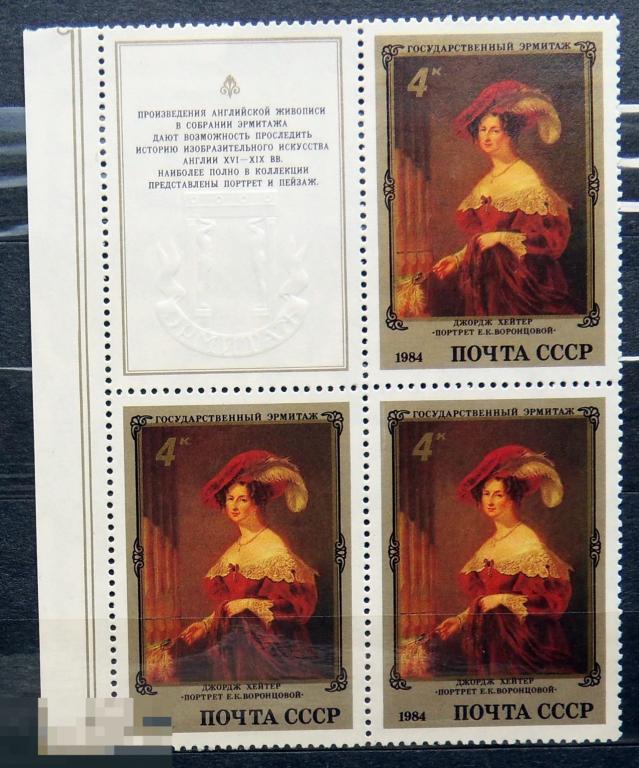 ПРОИЗВЕДЕНИЯ АНГЛИЙСКОЙ ЖИВОПИСИ
В СОБРАНИИ ЭРМИТАЖА
ДАЮТ ВОЗМОЖНОСТЬ ПРОСЛЕДИТЬ
ИСТОРИЮ ИЗОБРАЗИТЕЛЬНОГО ИСКУССТВА
АНГЛИИ XVI—XIX ВВ.
НАИБОЛЕЕ ПОЛНО В КОЛЛЕКЦИИ
ПРЕДСТАВЛЕНЫ ПОРТРЕТ И ПЕЙЗАЖ.
ГОСУДАРСТВЕННЫЙ ЭРМИТАЖ
4к
ДЖОРДЖ ХЕЙТЕР
«ПОРТРЕТ Е.К.ВОРОНЦОВОЙ»
1984 ПОЧТА СССР
ГОСУДАРСТВЕННЫЙ ЭРМИТАЖ
4к
ДЖОРДЖ ХЕЙТЕР
«ПОРТРЕТ Е.К.ВОРОНЦОВОЙ»
ПОЧТА СССР
ГОСУДАРСТВЕННЫЙ ЭРМИТАЖ
4к
ДЖОРДЖ ХЕЙТЕР
«ПОРТРЕТ Е.К.ВОРОНЦОВОЙ»
1984 ПОЧТА СССР